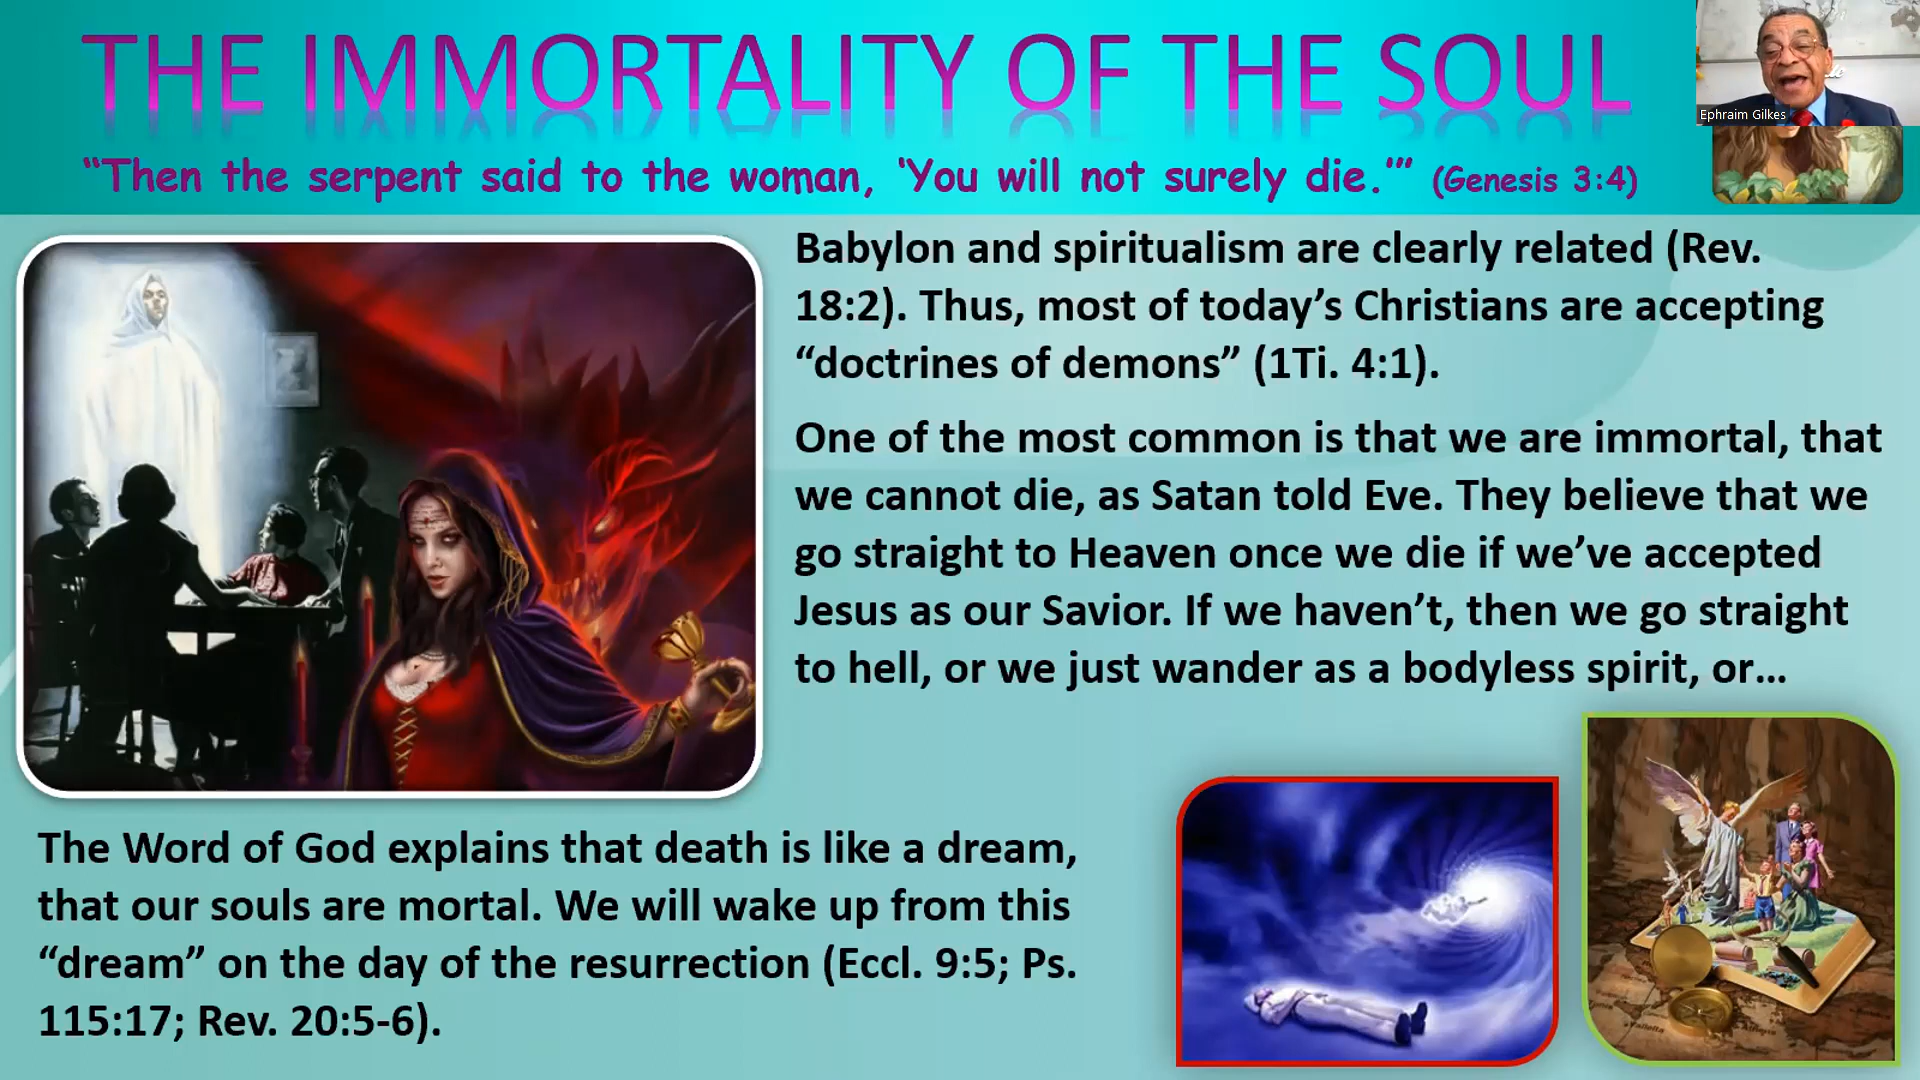 THE IMMORTALITY OF THE SOUL
“Then the serpent said to the woman, ‘You will not surely die.’” (Genesis 3:4)
Ephraim Gilkes
Babylon and spiritualism are clearly related (Rev.
18:2). Thus, most of today’s Christians are accepting
“doctrines of demons” (1Ti. 4:1).
One of the most common is that we are immortal, that
we cannot die, as Satan told Eve. They believe that we
go straight to Heaven once we die if we’ve accepted
Jesus as our Savior. If we haven’t, then we go straight
to hell, or we just wander as a bodyless spirit, or…
The Word of God explains that death is like a dream,
that our souls are mortal. We will wake up from this
“dream” on the day of the resurrection (Eccl. 9:5; Ps.
115:17; Rev. 20:5-6).